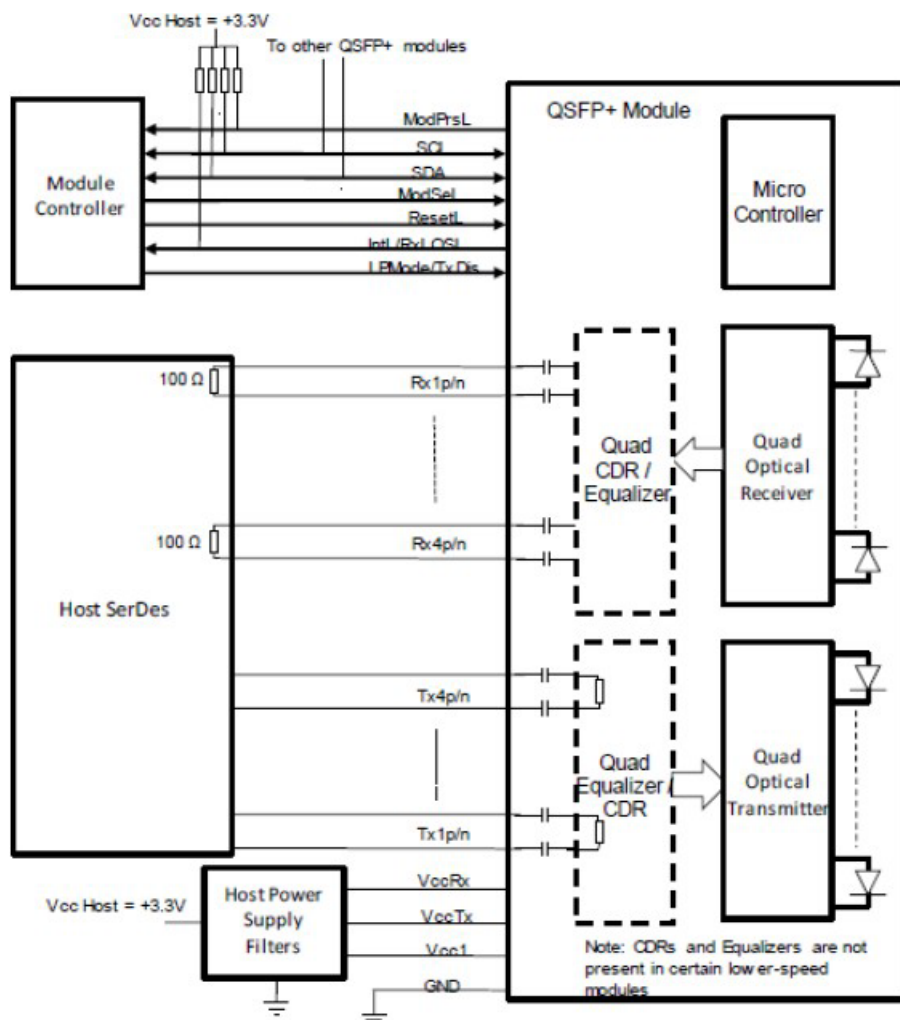 Vcc Host = +3.3V
To other QSFP+ modules
QSFP+ Module
Module
Controller
ModPrsL
SCL
SDA
ModSel
ResetL
IntL/RxLOSL
LPMode/TxDis
Micro
Controller
100 Ω
Rx1p/n
100 Ω
Rx4p/n
Host SerDes
Quad
CDR /
Equalizer
Quad
Optical
Receiver
Tx4p/n
Tx1p/n
Quad
Equalizer /
CDR
Quad
Optical
Transmitter
Vcc Host = +3.3V
Host Power
Supply
Filters
VccRx
VccTx
Vcc1
GND
Note: CDRs and Equalizers are not
present in certain lower-speed
modules